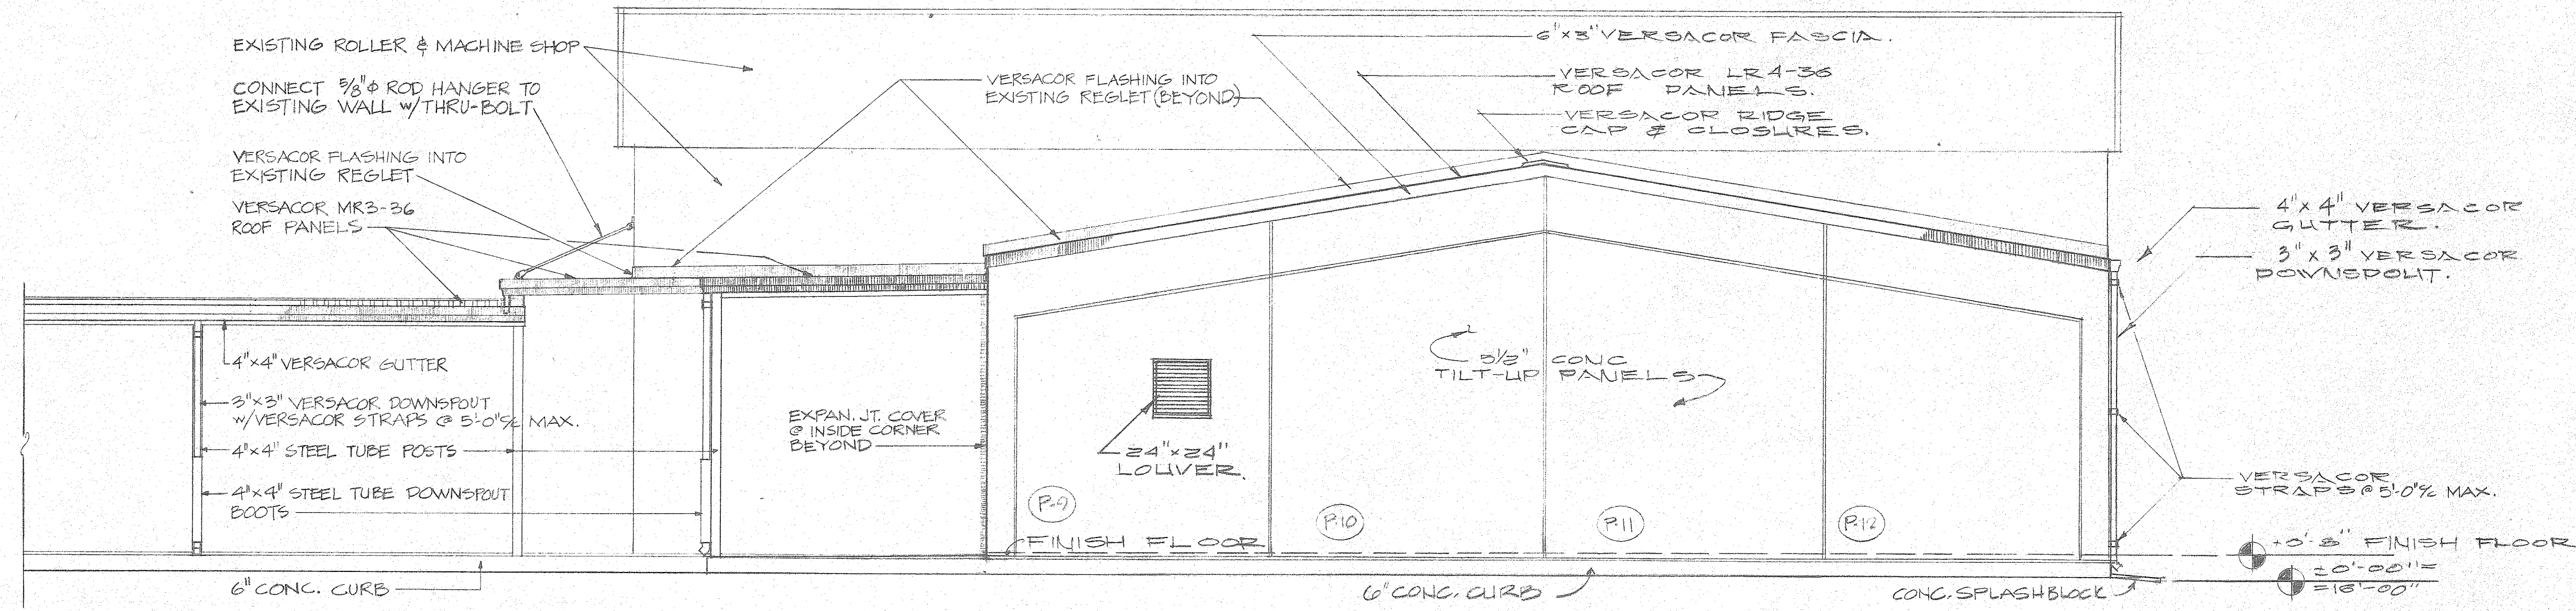 EXISTING ROLLER & MACHINE SHOP
CONNECT 5/8"φ ROD HANGER TO
EXISTING WALL W/THRU-BOLT
VERSACOR FLASHING INTO
EXISTING REGLET
VERSACOR MR3-36
ROOF PANELS
4"x4" VERSACOR GUTTER
3"x3" VERSACOR DOWNSPOUT
W/VERSACOR STRAPS @ 5'-0"℅ MAX.
4"x4" STEEL TUBE POSTS
4"x4" STEEL TUBE DOWNSPOUT
BOOTS
6" CONC. CURB
VERSACOR FLASHING INTO
EXISTING REGLET (BEYOND)
EXPAN. JT. COVER
@ INSIDE CORNER
BEYOND
6"x3" VERSACOR FASCIA.
VERSACOR LR4-36
ROOF PANELS.
VERSACOR RIDGE
CAP & CLOSURES.
5½" CONC
TILT-UP PANELS
24"x24"
LOUVER.
P-9
P-10
P-11
P-12
FINISH FLOOR
6" CONC. CURB
CONC. SPLASHBLOCK
4"x4" VERSACOR
GUTTER.
3"x3" VERSACOR
DOWNSPOUT.
VERSACOR
STRAPS @ 5'-0"℅ MAX.
FINISH FLOOR
±0'-00"=
=16'-00"